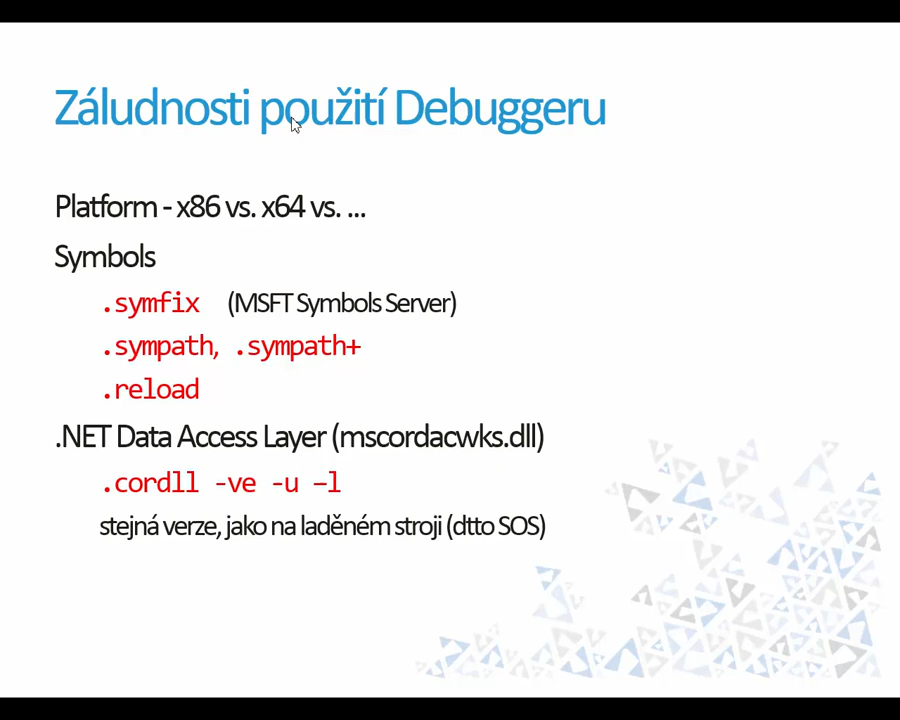 Záludnosti použití Debuggeru
Platform - x86 vs. x64 vs. ...
Symbols
.symfix (MSFT Symbols Server)
.sympath, .sympath+
.reload
.NET Data Access Layer (mscordacwks.dll)
.cordll -ve -u –l
stejná verze, jako na laděném stroji (dtto SOS)